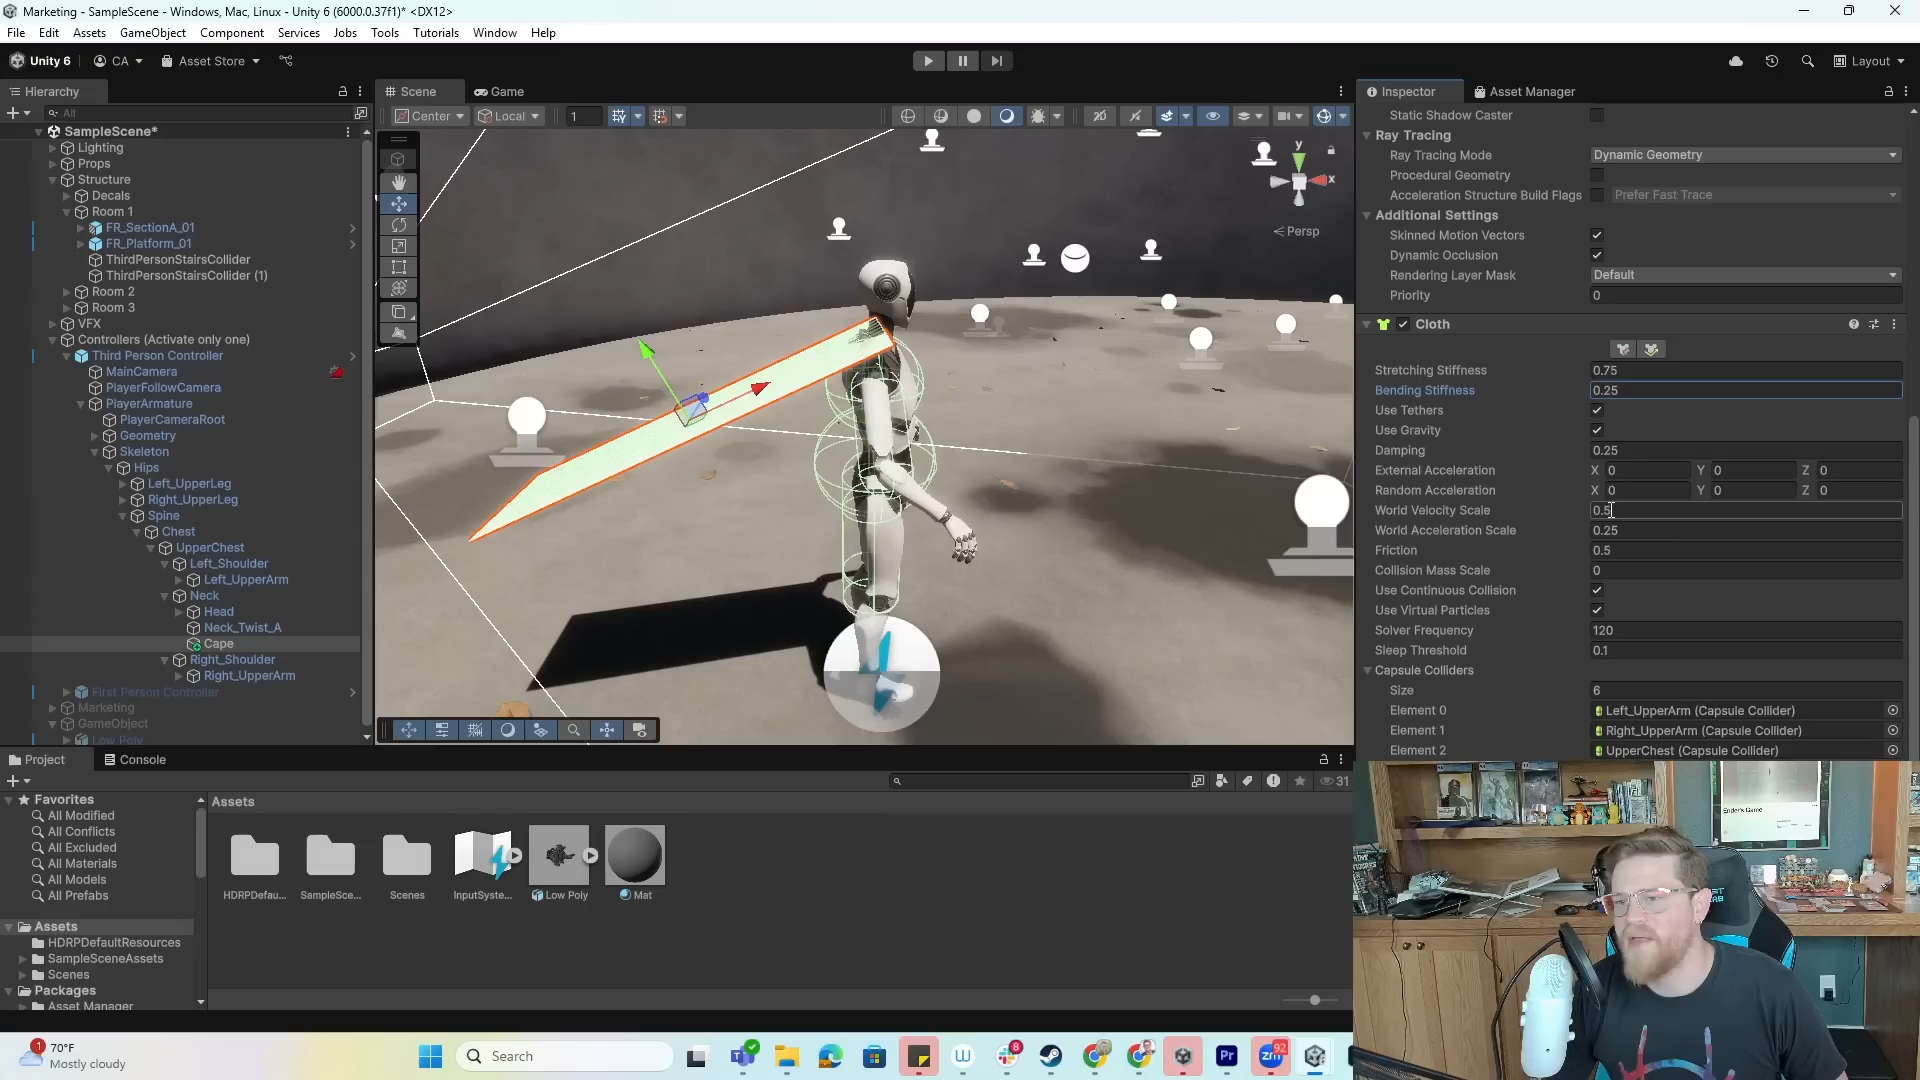 Marketing - SampleScene - Windows, Mac, Linux - Unity 6 (6000.0.37f1)* <DX12>
File Edit Assets GameObject Component Services Jobs Tools Tutorials Window Help
Unity 6 CA Asset Store Layout
Hierarchy
All
SampleScene*
Lighting
Props
Structure
Decals
Room 1
FR_SectionA_01
FR_Platform_01
ThirdPersonStairsCollider
ThirdPersonStairsCollider (1)
Room 2
Room 3
VFX
Controllers (Activate only one)
Third Person Controller
MainCamera
PlayerFollowCamera
PlayerArmature
PlayerCameraRoot
Geometry
Skeleton
Hips
Left_UpperLeg
Right_UpperLeg
Spine
Chest
UpperChest
Left_Shoulder
Left_UpperArm
Neck
Head
Neck_Twist_A
Cape
Right_Shoulder
Right_UpperArm
First Person Controller
Marketing
GameObject
Low Poly
Scene Game
Center Local 1
y
x
Persp
Inspector Asset Manager
Static Shadow Caster
Ray Tracing
Ray Tracing Mode Dynamic Geometry
Procedural Geometry
Acceleration Structure Build Flags Prefer Fast Trace
Additional Settings
Skinned Motion Vectors
Dynamic Occlusion
Rendering Layer Mask Default
Priority 0
Cloth
Stretching Stiffness 0.75
Bending Stiffness 0.25
Use Tethers
Use Gravity
Damping 0.25
External Acceleration X 0 Y 0 Z 0
Random Acceleration X 0 Y 0 Z 0
World Velocity Scale 0.5
World Acceleration Scale 0.25
Friction 0.5
Collision Mass Scale 0
Use Continuous Collision
Use Virtual Particles
Solver Frequency 120
Sleep Threshold 0.1
Capsule Colliders
Size 6
Element 0 Left_UpperArm (Capsule Collider)
Element 1 Right_UpperArm (Capsule Collider)
Element 2 UpperChest (Capsule Collider)
Project Console
31
Favorites
All Modified
All Conflicts
All Excluded
All Materials
All Models
All Prefabs
Assets
HDRPDefaultResources
SampleSceneAssets
Scenes
Packages
Asset Manager
Assets
HDRPDefau... SampleSce... Scenes InputSyste... Low Poly Mat
Ender's Game
1
70°F
Mostly cloudy
Search
8
92
Pr
zm